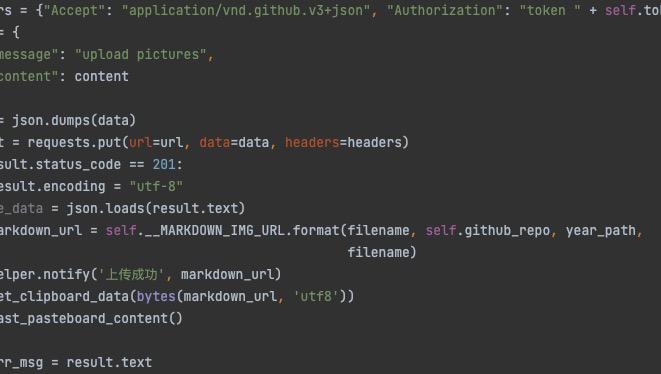 rs = {"Accept": "application/vnd.github.v3+json", "Authorization": "token " + self.to
= {
message": "upload pictures",
content": content
= json.dumps(data)
t = requests.put(url=url, data=data, headers=headers)
sult.status_code == 201:
esult.encoding = "utf-8"
e_data = json.loads(result.text)
arkdown_url = self.__MARKDOWN_IMG_URL.format(filename, self.github_repo, year_path,
filename)
elper.notify('上传成功', markdown_url)
et_clipboard_data(bytes(markdown_url, 'utf8'))
ast_pasteboard_content()
rr_msg = result.text